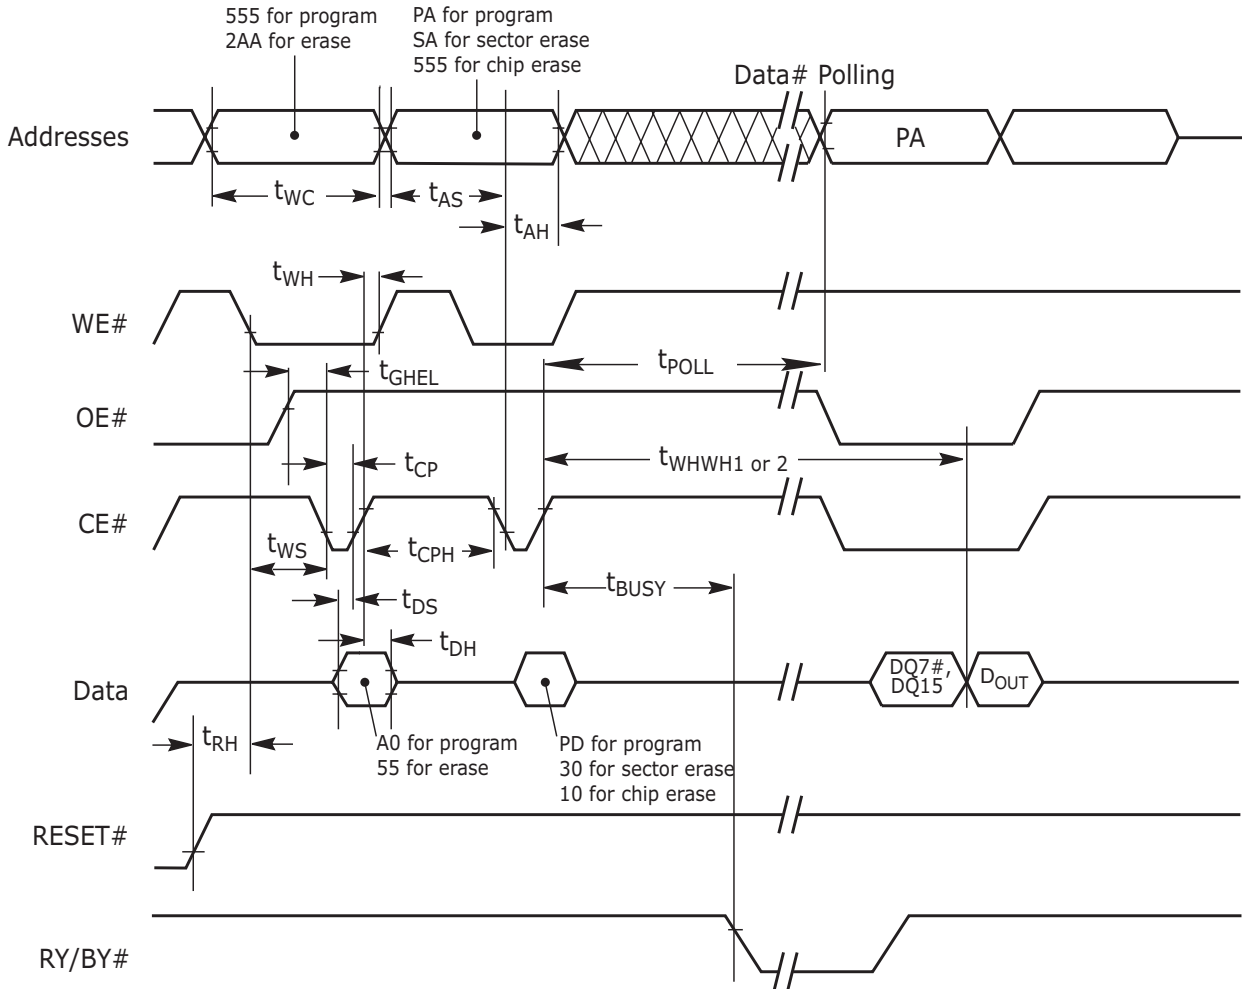 555 for program
2AA for erase
PA for program
SA for sector erase
555 for chip erase
Data# Polling
Addresses
PA
tWC
tAS
tAH
tWH
WE#
tPOLL
tGHEL
OE#
tCP
tWHWH1 or 2
CE#
tWS
tCPH
tBUSY
tDS
tDH
Data
DQ7#,
DQ15
DOUT
tRH
A0 for program
55 for erase
PD for program
30 for sector erase
10 for chip erase
RESET#
RY/BY#